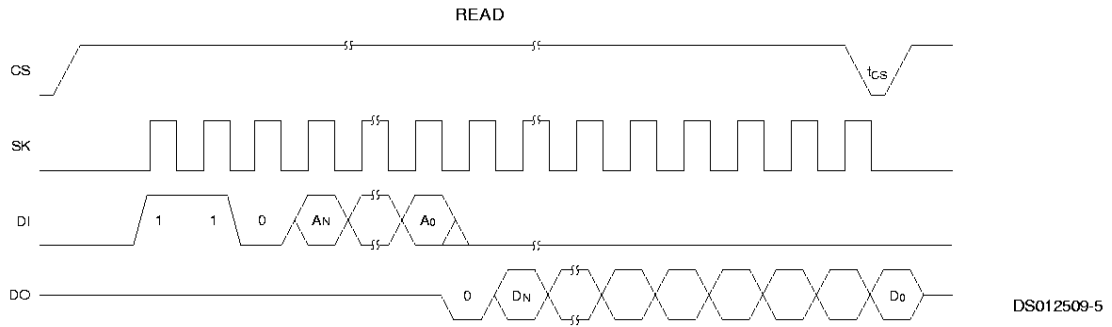 READ
CS
tCS
SK
DI
1 1 0 AN A0
DO
0 DN D0
DS012509-5